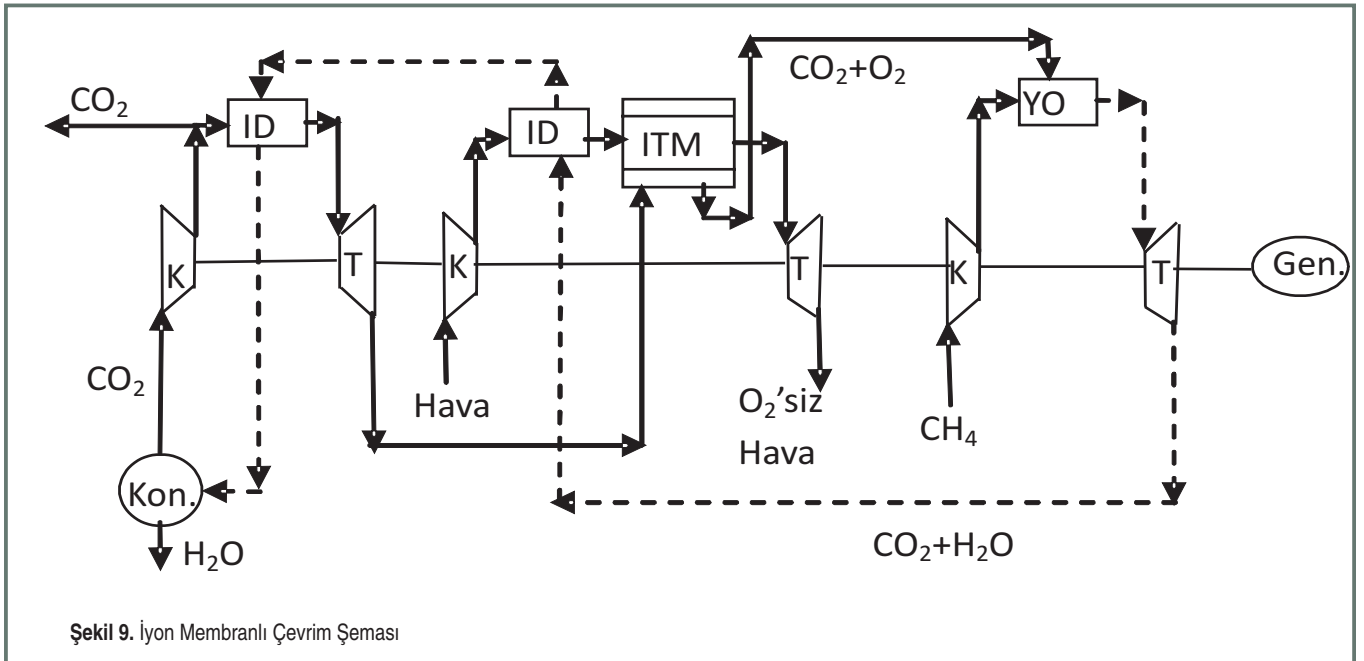 CO₂+O₂
CO₂
ID
ID
ITM
YO
K
T
K
T
K
T
Gen.
CO₂
Hava
O₂'siz
Hava
CH₄
Kon.
H₂O
CO₂+H₂O
Şekil 9. İyon Membranlı Çevrim Şeması